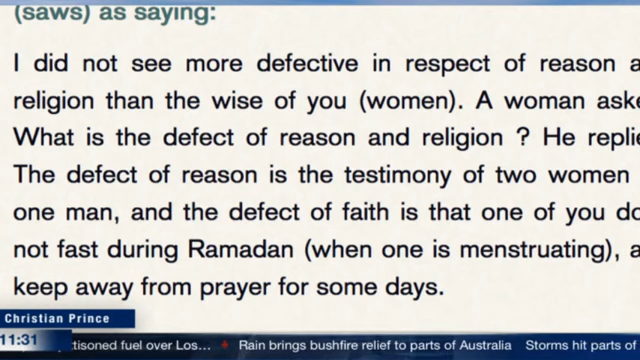 (saws) as saying:
I did not see more defective in respect of reason a
religion than the wise of you (women). A woman aske
What is the defect of reason and religion ? He replie
The defect of reason is the testimony of two women
one man, and the defect of faith is that one of you do
not fast during Ramadan (when one is menstruating), a
keep away from prayer for some days.
Christian Prince
11:31 ttisoned fuel over Los... Rain brings bushfire relief to parts of Australia Storms hit parts of